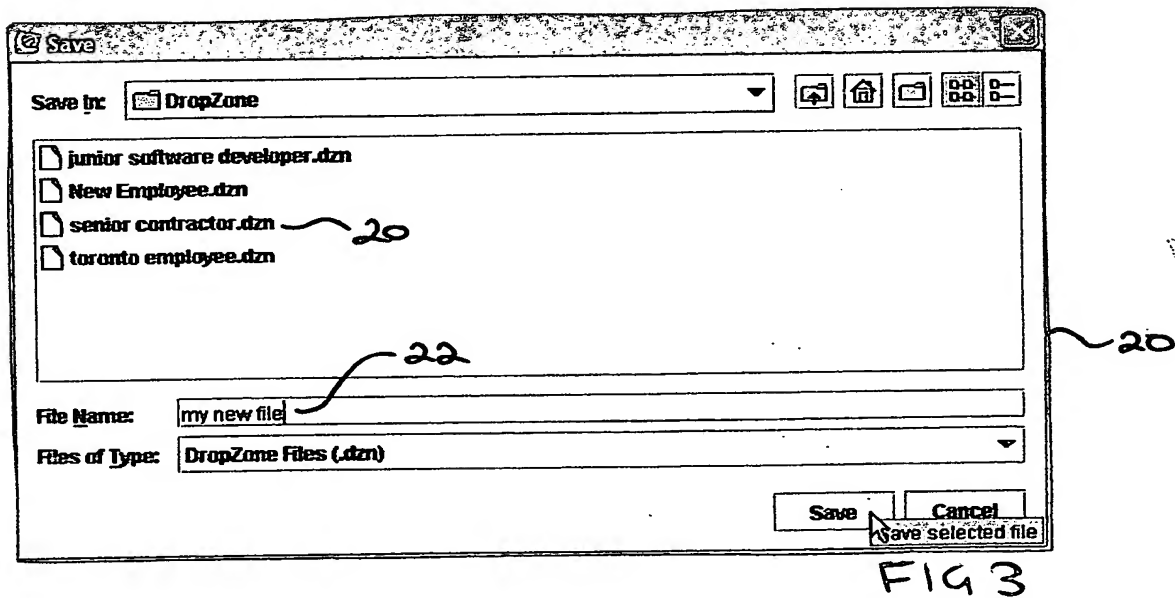 Save
Save In: DropZone
junior software developer.dzn
New Employee.dzn
senior contractor.dzn 20
toronto employee.dzn
20
22
File Name: my new file
Files of Type: DropZone Files (.dzn)
Save Cancel
Save selected file
FIG 3